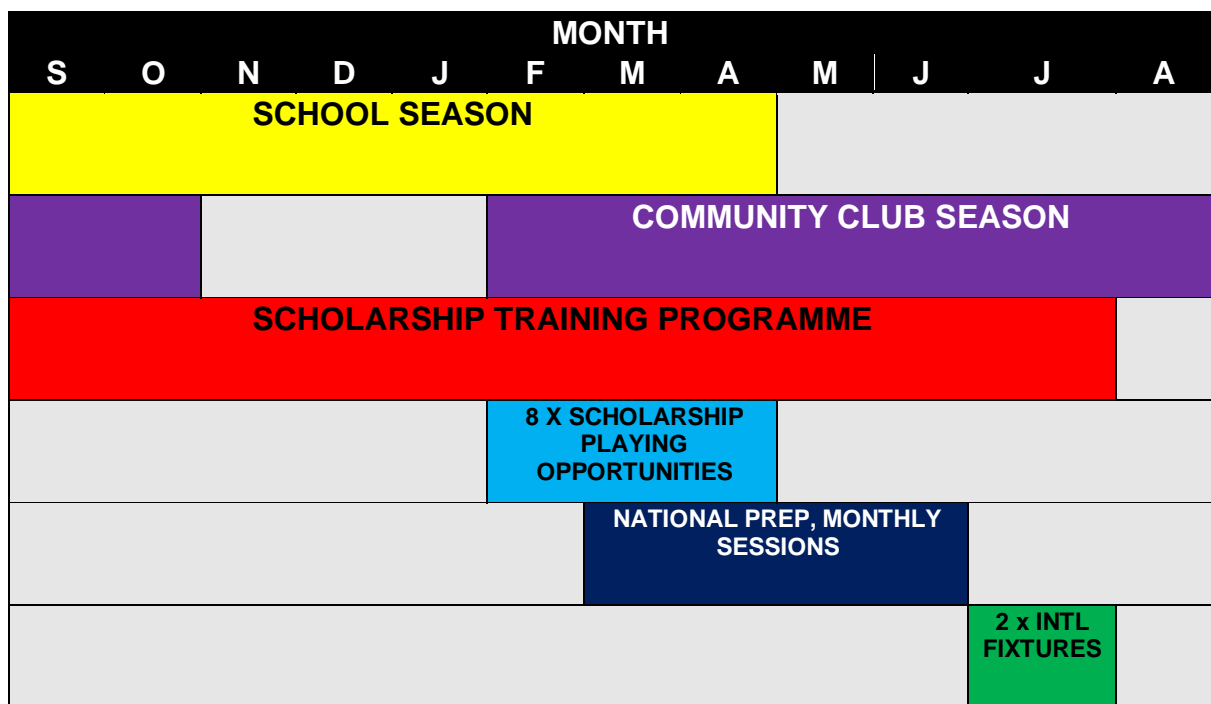 MONTH
S O N D J F M A M J J A
SCHOOL SEASON
COMMUNITY CLUB SEASON
SCHOLARSHIP TRAINING PROGRAMME
8 X SCHOLARSHIP
PLAYING
OPPORTUNITIES
NATIONAL PREP, MONTHLY
SESSIONS
2 x INTL
FIXTURES